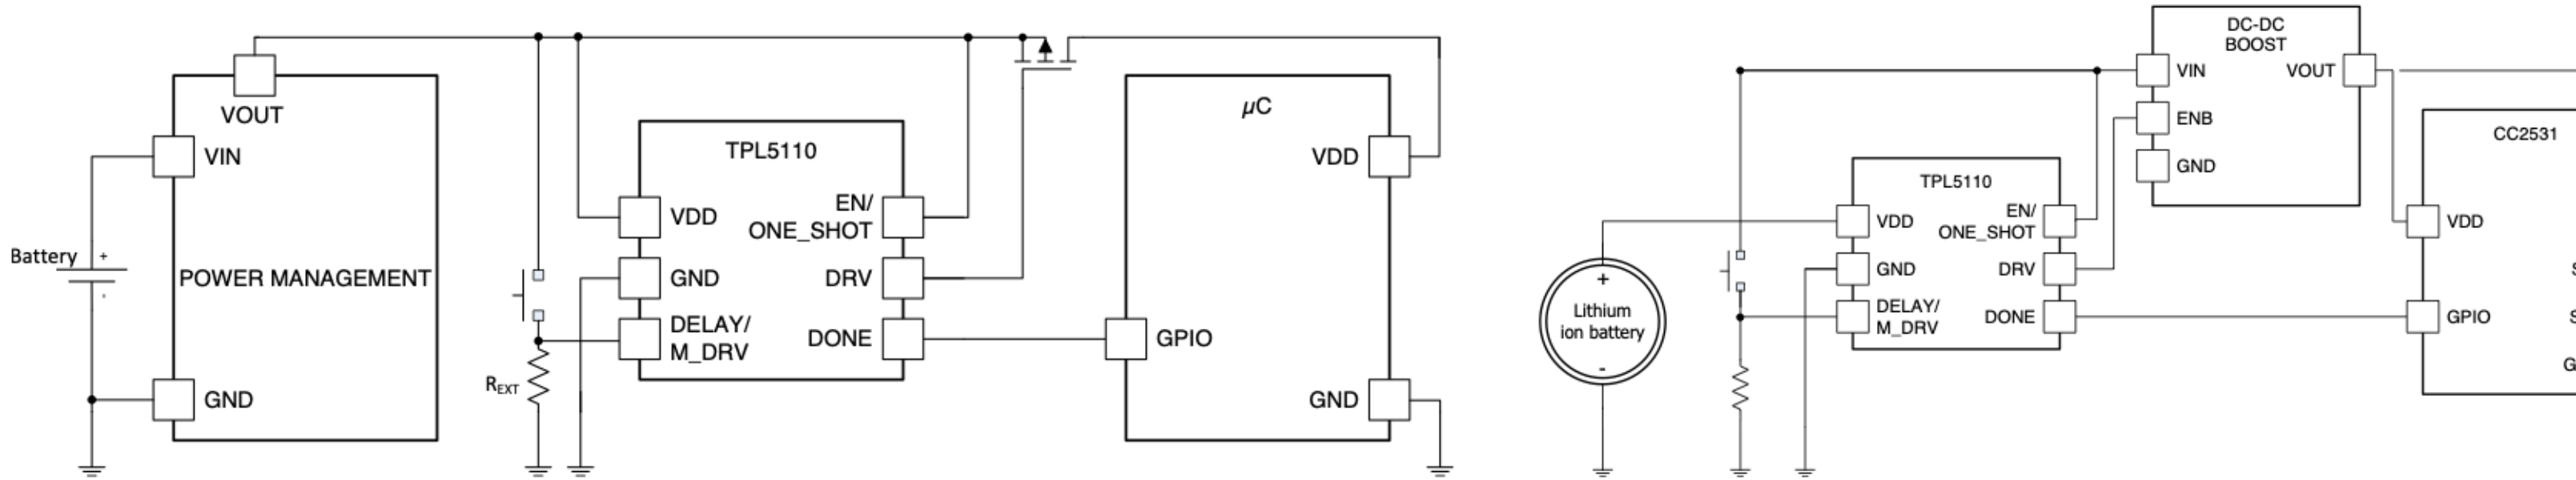 VOUT
VIN
Battery
+
-
POWER MANAGEMENT
GND
TPL5110
VDD
EN/
ONE_SHOT
GND
DRV
DELAY/
M_DRV
DONE
REXT
µC
VDD
GPIO
GND
DC-DC
BOOST
VIN
VOUT
ENB
GND
TPL5110
VDD
EN/
ONE_SHOT
GND
DRV
DELAY/
M_DRV
DONE
+
Lithium
ion battery
-
CC2531
VDD
GPIO
G